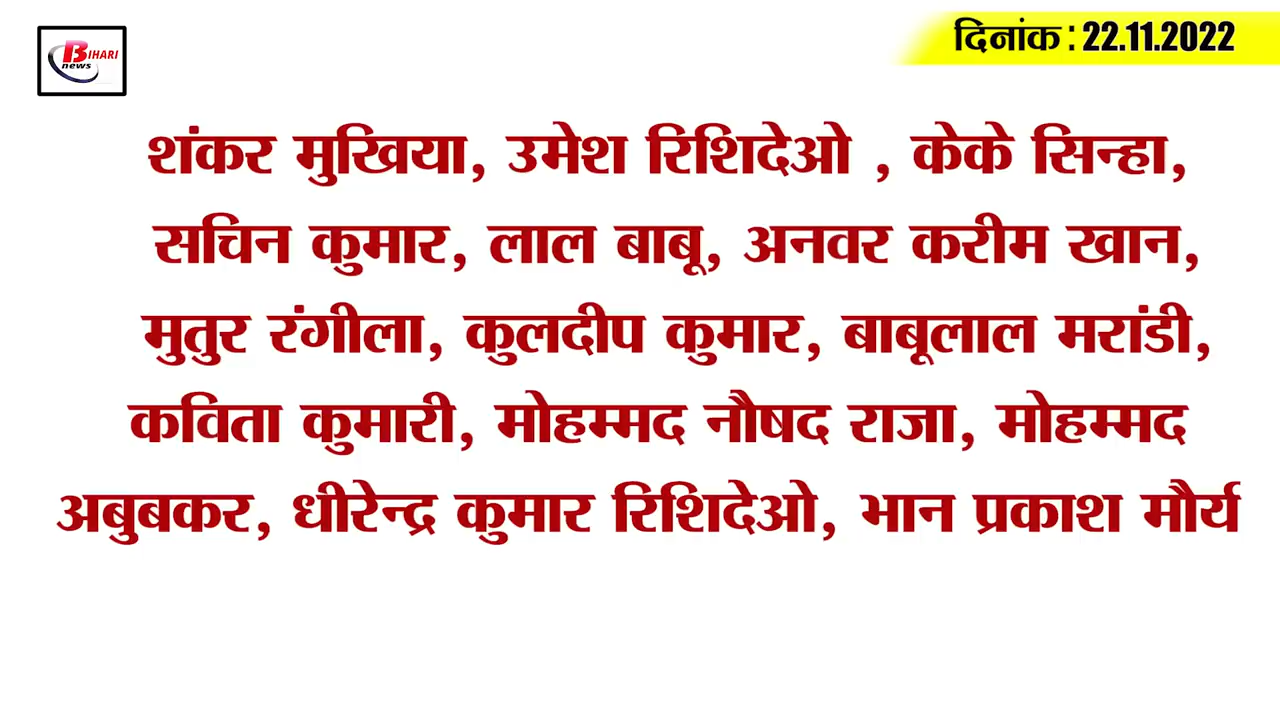 BIHARI
news
दिनांक : 22.11.2022
शंकर मुखिया, उमेश रिशिदेओ , केके सिन्हा,
सचिन कुमार, लाल बाबू, अनवर करीम खान,
मुतुर रंगीला, कुलदीप कुमार, बाबूलाल मरांडी,
कविता कुमारी, मोहम्मद नौषद राजा, मोहम्मद
अबुबकर, धीरेन्द्र कुमार रिशिदेओ, भान प्रकाश मौर्य